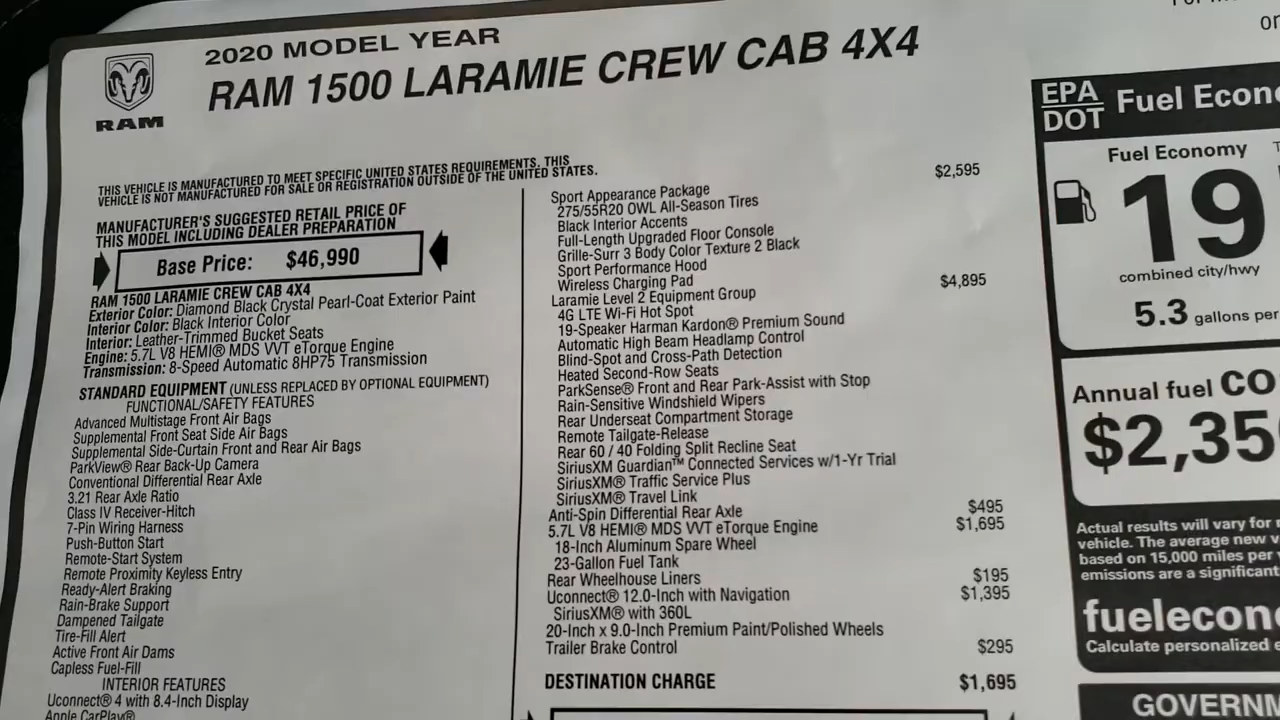 2020 MODEL YEAR
RAM 1500 LARAMIE CREW CAB 4X4
RAM
THIS VEHICLE IS MANUFACTURED TO MEET SPECIFIC UNITED STATES REQUIREMENTS. THIS
VEHICLE IS NOT MANUFACTURED FOR SALE OR REGISTRATION OUTSIDE OF THE UNITED STATES.
MANUFACTURER'S SUGGESTED RETAIL PRICE OF
THIS MODEL INCLUDING DEALER PREPARATION
Base Price: $46,990
RAM 1500 LARAMIE CREW CAB 4X4
Exterior Color: Diamond Black Crystal Pearl-Coat Exterior Paint
Interior Color: Black Interior Color
Interior: Leather-Trimmed Bucket Seats
Engine: 5.7L V8 HEMI® MDS VVT eTorque Engine
Transmission: 8-Speed Automatic 8HP75 Transmission
STANDARD EQUIPMENT (UNLESS REPLACED BY OPTIONAL EQUIPMENT)
FUNCTIONAL/SAFETY FEATURES
Advanced Multistage Front Air Bags
Supplemental Front Seat Side Air Bags
Supplemental Side-Curtain Front and Rear Air Bags
ParkView® Rear Back-Up Camera
Conventional Differential Rear Axle
3.21 Rear Axle Ratio
Class IV Receiver-Hitch
7-Pin Wiring Harness
Push-Button Start
Remote-Start System
Remote Proximity Keyless Entry
Ready-Alert Braking
Rain-Brake Support
Dampened Tailgate
Tire-Fill Alert
Active Front Air Dams
Capless Fuel-Fill
INTERIOR FEATURES
Uconnect® 4 with 8.4-Inch Display
Apple CarPlay®
Sport Appearance Package $2,595
275/55R20 OWL All-Season Tires
Black Interior Accents
Full-Length Upgraded Floor Console
Grille-Surr 3 Body Color Texture 2 Black
Sport Performance Hood
Wireless Charging Pad
Laramie Level 2 Equipment Group $4,895
4G LTE Wi-Fi Hot Spot
19-Speaker Harman Kardon® Premium Sound
Automatic High Beam Headlamp Control
Blind-Spot and Cross-Path Detection
Heated Second-Row Seats
ParkSense® Front and Rear Park-Assist with Stop
Rain-Sensitive Windshield Wipers
Rear Underseat Compartment Storage
Remote Tailgate-Release
Rear 60 / 40 Folding Split Recline Seat
SiriusXM Guardian™ Connected Services w/1-Yr Trial
SiriusXM® Traffic Service Plus
SiriusXM® Travel Link
Anti-Spin Differential Rear Axle $495
5.7L V8 HEMI® MDS VVT eTorque Engine $1,695
18-Inch Aluminum Spare Wheel
23-Gallon Fuel Tank
Rear Wheelhouse Liners $195
Uconnect® 12.0-Inch with Navigation $1,395
SiriusXM® with 360L
20-Inch x 9.0-Inch Premium Paint/Polished Wheels
Trailer Brake Control $295
DESTINATION CHARGE $1,695
or
EPA
DOT
Fuel Econ
Fuel Economy
19
combined city/hwy
5.3 gallons per
Annual fuel co
$2,35
Actual results will vary for
vehicle. The average new v
based on 15,000 miles per
emissions are a significant
fuelecon
Calculate personalized e
GOVERNM